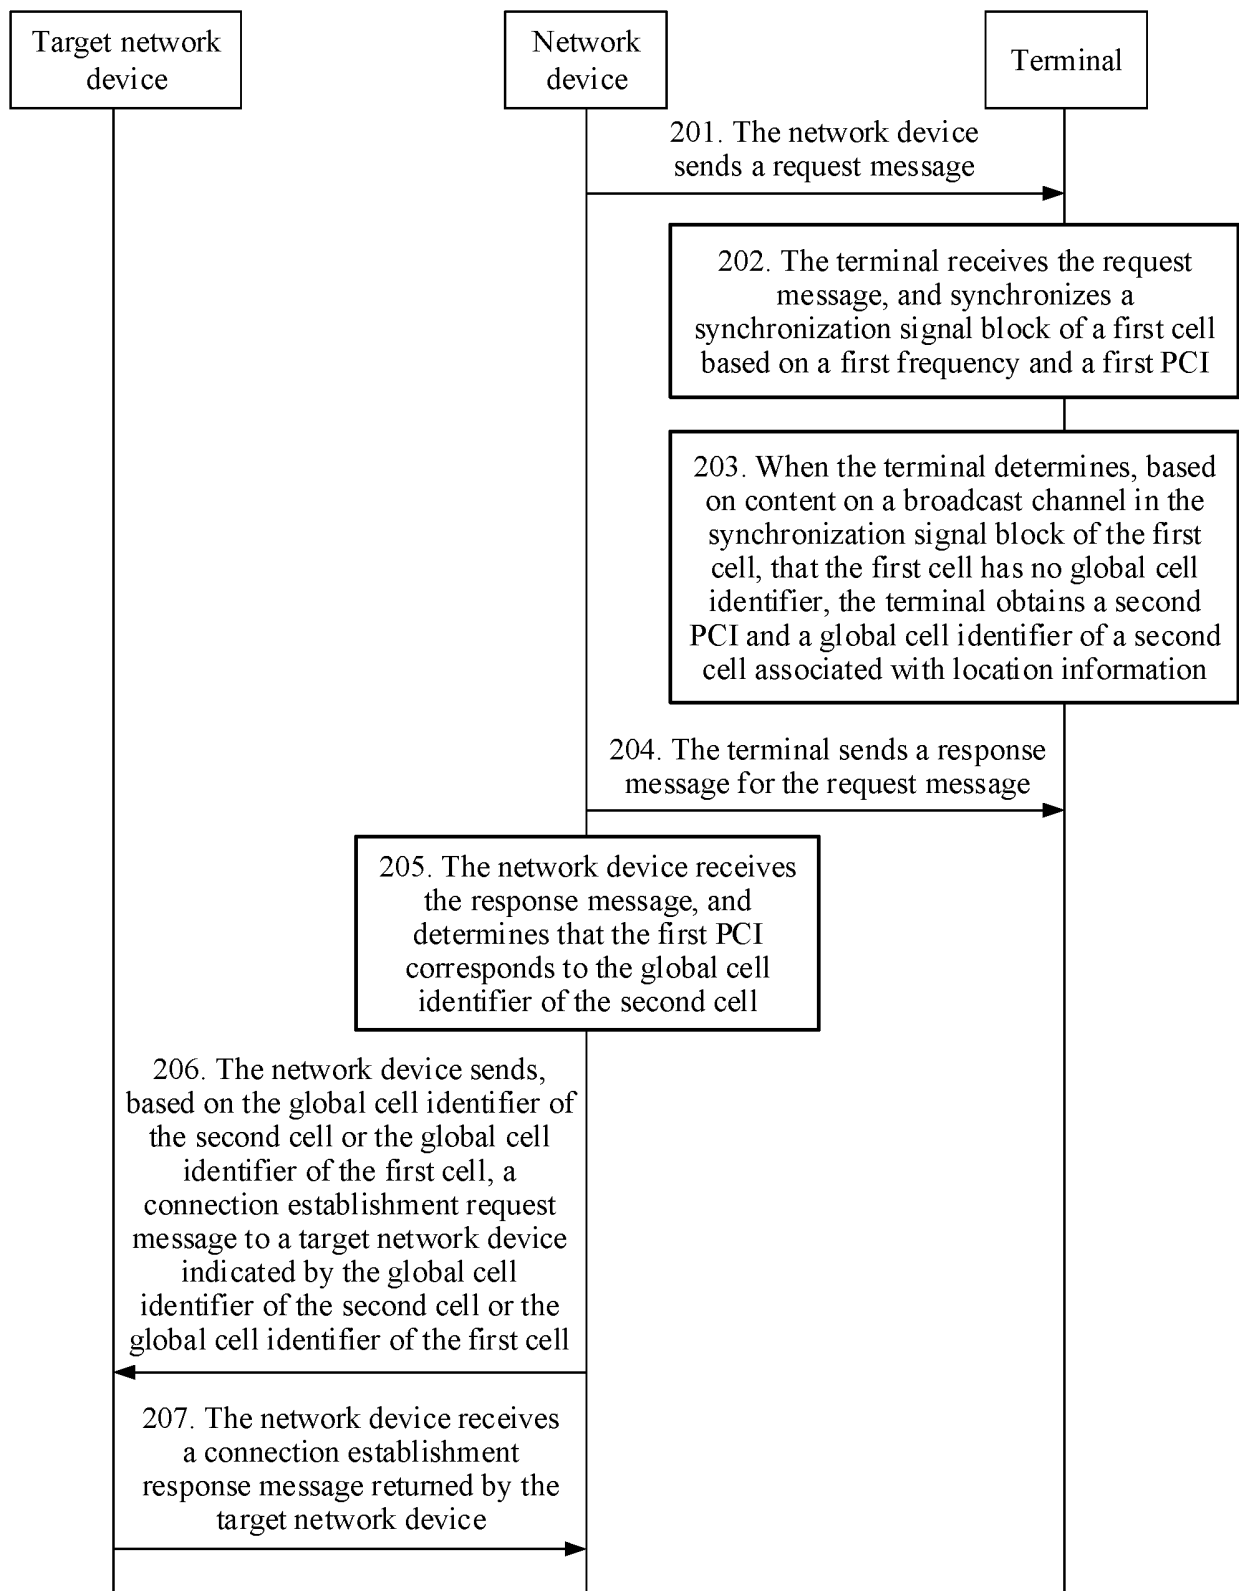 Target network
device
Network
device
Terminal
201. The network device
sends a request message
202. The terminal receives the request
message, and synchronizes a
synchronization signal block of a first cell
based on a first frequency and a first PCI
203. When the terminal determines, based
on content on a broadcast channel in the
synchronization signal block of the first
cell, that the first cell has no global cell
identifier, the terminal obtains a second
PCI and a global cell identifier of a second
cell associated with location information
204. The terminal sends a response
message for the request message
205. The network device receives
the response message, and
determines that the first PCI
corresponds to the global cell
identifier of the second cell
206. The network device sends,
based on the global cell identifier of
the second cell or the global cell
identifier of the first cell, a
connection establishment request
message to a target network device
indicated by the global cell
identifier of the second cell or the
global cell identifier of the first cell
207. The network device receives
a connection establishment
response message returned by the
target network device